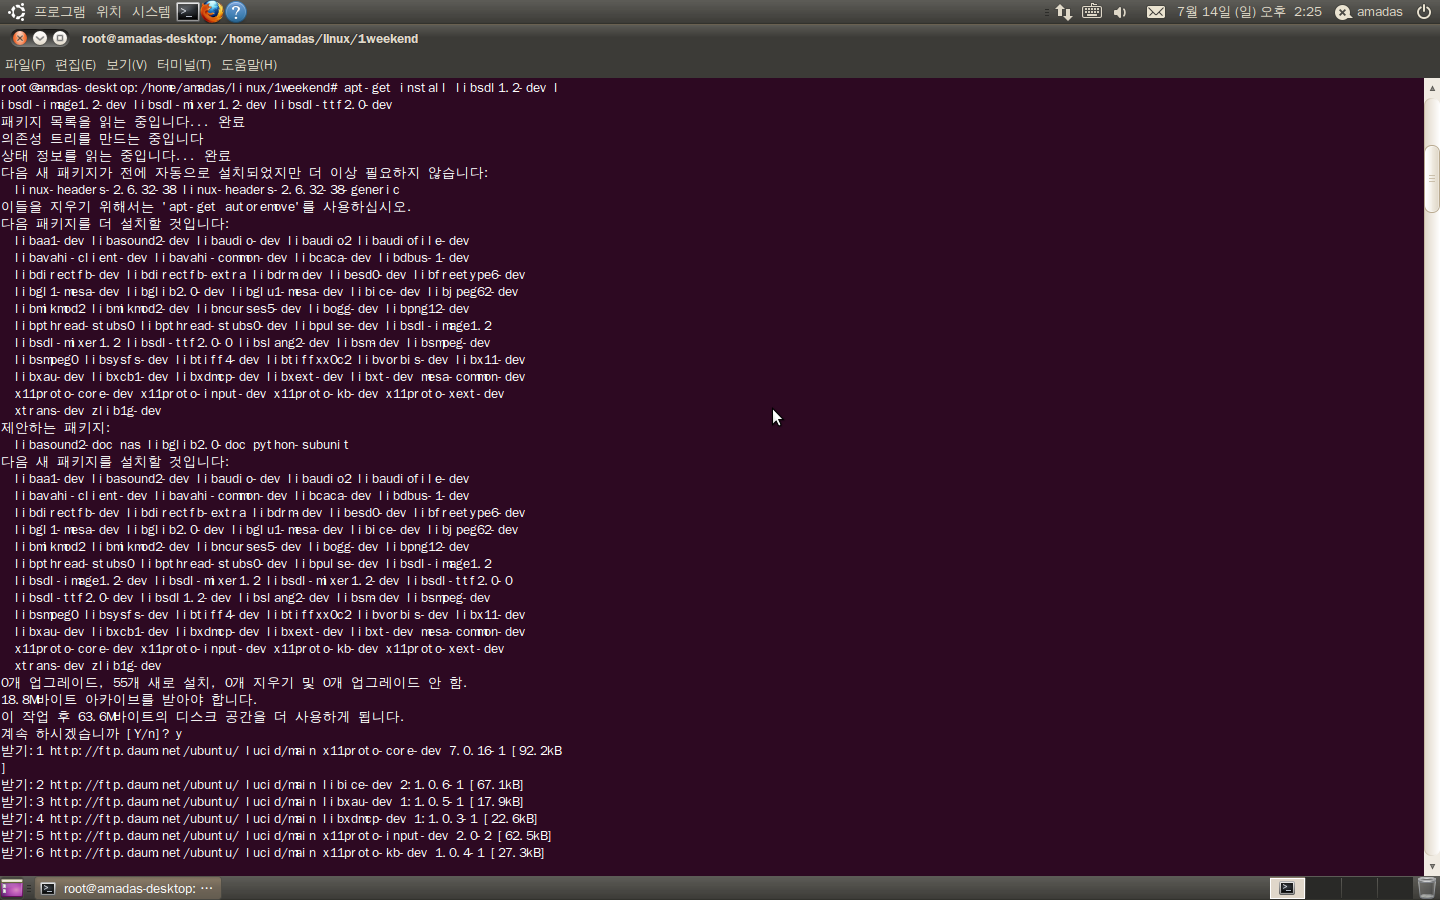 프로그램 위치 시스템 7월 14일 (일) 오후 2:25 amadas
root@amadas-desktop: /home/amadas/linux/1weekend
파일(F) 편집(E) 보기(V) 터미널(T) 도움말(H)
root@amadas-desktop:/home/amadas/linux/1weekend# apt-get install libsdl1.2-dev l
ibsdl-image1.2-dev libsdl-mixer1.2-dev libsdl-ttf2.0-dev
패키지 목록을 읽는 중입니다... 완료
의존성 트리를 만드는 중입니다
상태 정보를 읽는 중입니다... 완료
다음 새 패키지가 전에 자동으로 설치되었지만 더 이상 필요하지 않습니다:
linux-headers-2.6.32-38 linux-headers-2.6.32-38-generic
이들을 지우기 위해서는 'apt-get autoremove'를 사용하십시오.
다음 패키지를 더 설치할 것입니다:
libaa1-dev libasound2-dev libaudio-dev libaudio2 libaudiofile-dev
libavahi-client-dev libavahi-common-dev libcaca-dev libdbus-1-dev
libdirectfb-dev libdirectfb-extra libdrm-dev libesd0-dev libfreetype6-dev
libgl1-mesa-dev libglib2.0-dev libglu1-mesa-dev libice-dev libjpeg62-dev
libmikmod2 libmikmod2-dev libncurses5-dev libogg-dev libpng12-dev
libpthread-stubs0 libpthread-stubs0-dev libpulse-dev libsdl-image1.2
libsdl-mixer1.2 libsdl-ttf2.0-0 libslang2-dev libsm-dev libsmpeg-dev
libsmpeg0 libsysfs-dev libtiff4-dev libtiffxx0c2 libvorbis-dev libx11-dev
libxau-dev libxcb1-dev libxdmcp-dev libxext-dev libxt-dev mesa-common-dev
x11proto-core-dev x11proto-input-dev x11proto-kb-dev x11proto-xext-dev
xtrans-dev zlib1g-dev
제안하는 패키지:
libasound2-doc nas libglib2.0-doc python-subunit
다음 새 패키지를 설치할 것입니다:
libaa1-dev libasound2-dev libaudio-dev libaudio2 libaudiofile-dev
libavahi-client-dev libavahi-common-dev libcaca-dev libdbus-1-dev
libdirectfb-dev libdirectfb-extra libdrm-dev libesd0-dev libfreetype6-dev
libgl1-mesa-dev libglib2.0-dev libglu1-mesa-dev libice-dev libjpeg62-dev
libmikmod2 libmikmod2-dev libncurses5-dev libogg-dev libpng12-dev
libpthread-stubs0 libpthread-stubs0-dev libpulse-dev libsdl-image1.2
libsdl-image1.2-dev libsdl-mixer1.2 libsdl-mixer1.2-dev libsdl-ttf2.0-0
libsdl-ttf2.0-dev libsdl1.2-dev libslang2-dev libsm-dev libsmpeg-dev
libsmpeg0 libsysfs-dev libtiff4-dev libtiffxx0c2 libvorbis-dev libx11-dev
libxau-dev libxcb1-dev libxdmcp-dev libxext-dev libxt-dev mesa-common-dev
x11proto-core-dev x11proto-input-dev x11proto-kb-dev x11proto-xext-dev
xtrans-dev zlib1g-dev
0개 업그레이드, 55개 새로 설치, 0개 지우기 및 0개 업그레이드 안 함.
18.8M바이트 아카이브를 받아야 합니다.
이 작업 후 63.6M바이트의 디스크 공간을 더 사용하게 됩니다.
계속 하시겠습니까 [Y/n]? y
받기:1 http://ftp.daum.net/ubuntu/ lucid/main x11proto-core-dev 7.0.16-1 [92.2kB
]
받기:2 http://ftp.daum.net/ubuntu/ lucid/main libice-dev 2:1.0.6-1 [67.1kB]
받기:3 http://ftp.daum.net/ubuntu/ lucid/main libxau-dev 1:1.0.5-1 [17.9kB]
받기:4 http://ftp.daum.net/ubuntu/ lucid/main libxdmcp-dev 1:1.0.3-1 [22.6kB]
받기:5 http://ftp.daum.net/ubuntu/ lucid/main x11proto-input-dev 2.0-2 [62.5kB]
받기:6 http://ftp.daum.net/ubuntu/ lucid/main x11proto-kb-dev 1.0.4-1 [27.3kB]
root@amadas-desktop: ...